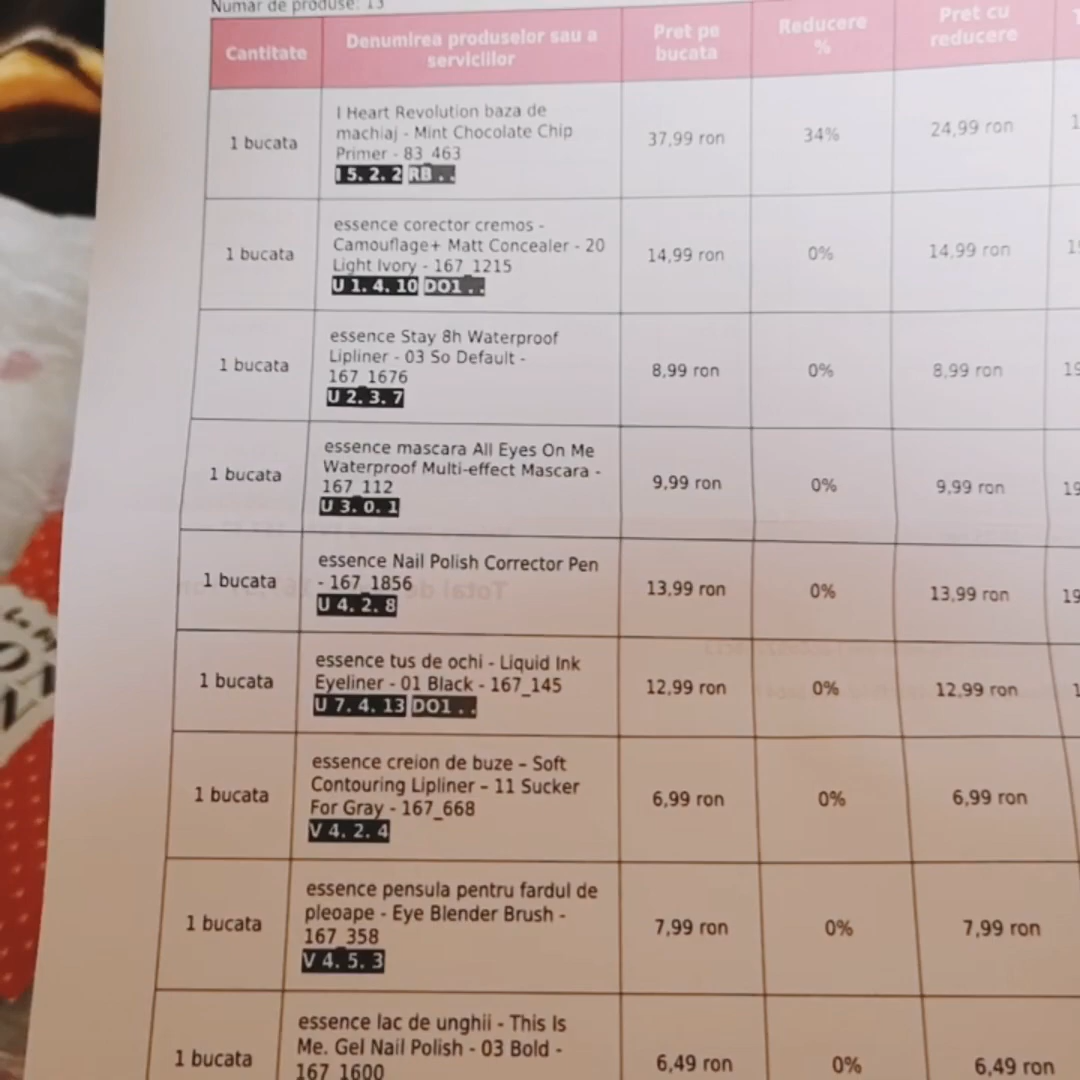 Numar de produse: 13
Cantitate
Denumirea produselor sau a
serviciilor
Pret pe
bucata
Reducere
%
Pret cu
reducere
1 bucata
I Heart Revolution baza de
machiaj - Mint Chocolate Chip
Primer - 83_463
I 5. 2. 2 RB . .
37,99 ron
34%
24,99 ron
1 bucata
essence corector cremos -
Camouflage+ Matt Concealer - 20
Light Ivory - 167_1215
U 1. 4. 10 DO1 . .
14,99 ron
0%
14,99 ron
1 bucata
essence Stay 8h Waterproof
Lipliner - 03 So Default -
167_1676
U 2. 3. 7
8,99 ron
0%
8,99 ron
1 bucata
essence mascara All Eyes On Me
Waterproof Multi-effect Mascara -
167_112
U 3. 0. 1
9,99 ron
0%
9,99 ron
1 bucata
essence Nail Polish Corrector Pen
- 167_1856
U 4. 2. 8
13,99 ron
0%
13,99 ron
1 bucata
essence tus de ochi - Liquid Ink
Eyeliner - 01 Black - 167_145
U 7. 4. 13 DO1 . .
12,99 ron
0%
12,99 ron
1 bucata
essence creion de buze – Soft
Contouring Lipliner – 11 Sucker
For Gray - 167_668
V 4. 2. 4
6,99 ron
0%
6,99 ron
1 bucata
essence pensula pentru fardul de
pleoape - Eye Blender Brush -
167_358
V 4. 5. 3
7,99 ron
0%
7,99 ron
1 bucata
essence lac de unghii - This Is
Me. Gel Nail Polish - 03 Bold -
167_1600
6,49 ron
0%
6,49 ron